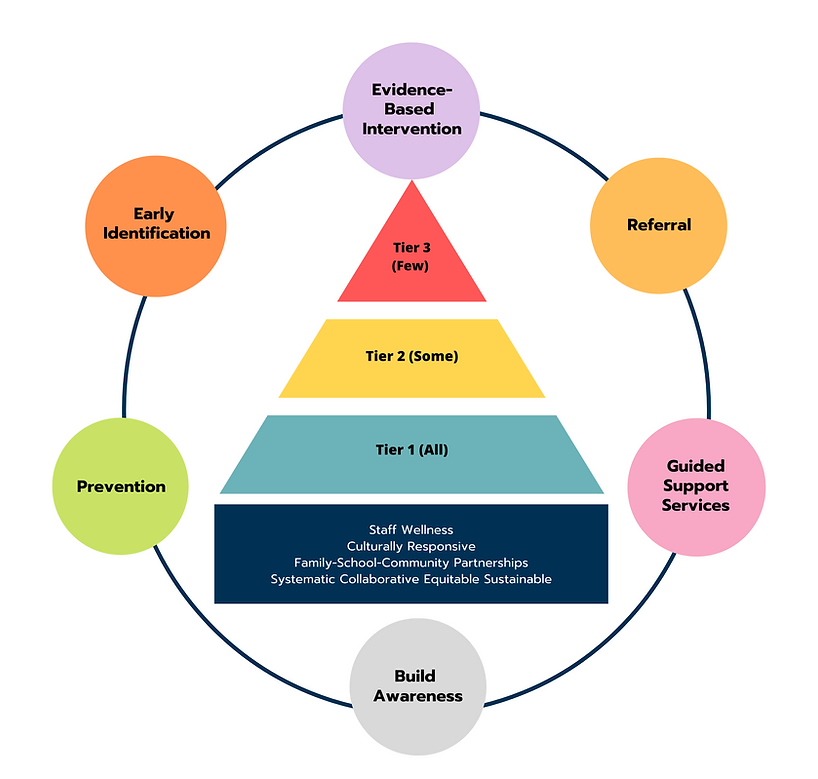 Evidence-
Based
Intervention
Early
Identification
Referral
Tier 3
(Few)
Tier 2 (Some)
Tier 1 (All)
Prevention
Guided
Support
Services
Staff Wellness
Culturally Responsive
Family-School-Community Partnerships
Systematic Collaborative Equitable Sustainable
Build
Awareness